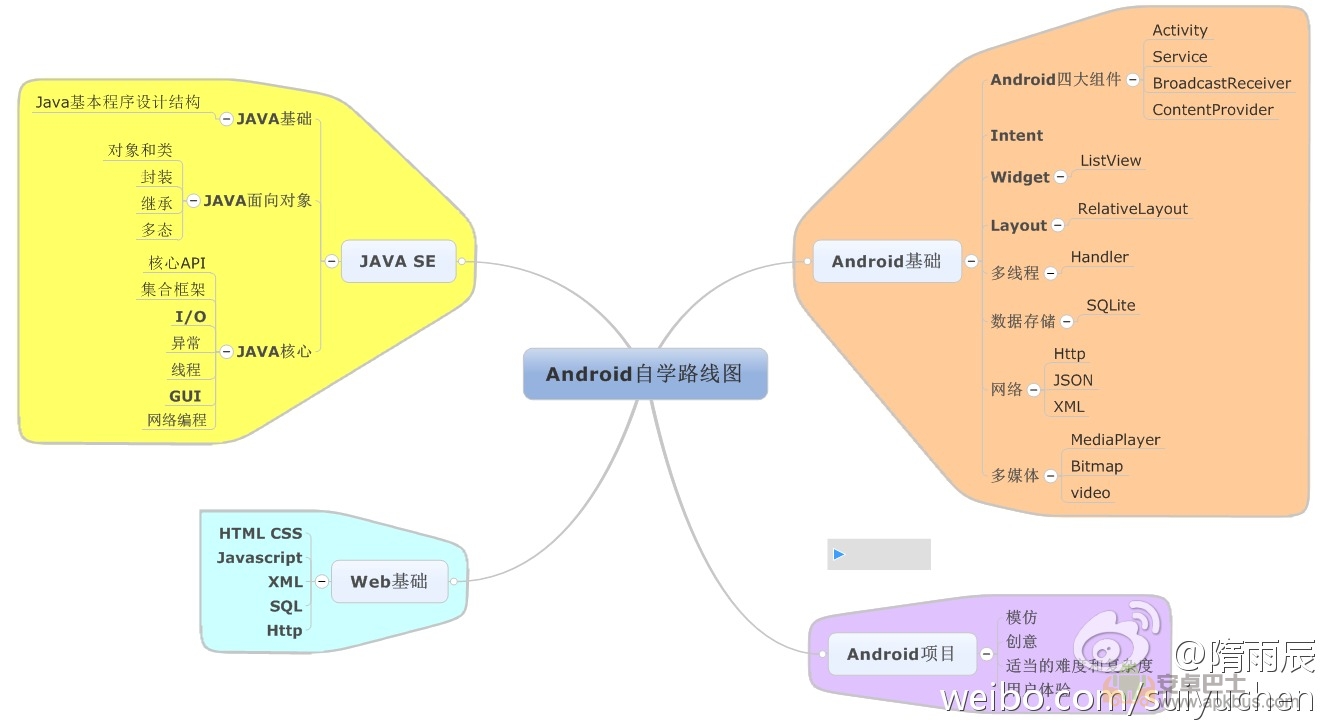 Android自学路线图
JAVA SE
JAVA基础
Java基本程序设计结构
JAVA面向对象
对象和类
封装
继承
多态
JAVA核心
核心API
集合框架
I/O
异常
线程
GUI
网络编程
Web基础
HTML CSS
Javascript
XML
SQL
Http
Android基础
Android四大组件
Activity
Service
BroadcastReceiver
ContentProvider
Intent
Widget
ListView
Layout
RelativeLayout
多线程
Handler
数据存储
SQLite
网络
Http
JSON
XML
多媒体
MediaPlayer
Bitmap
video
Android项目
模仿
创意
适当的难度和复杂度
用户体验
@隋雨辰
weibo.com/suiyuchen
安卓巴士
www.apkbus.com